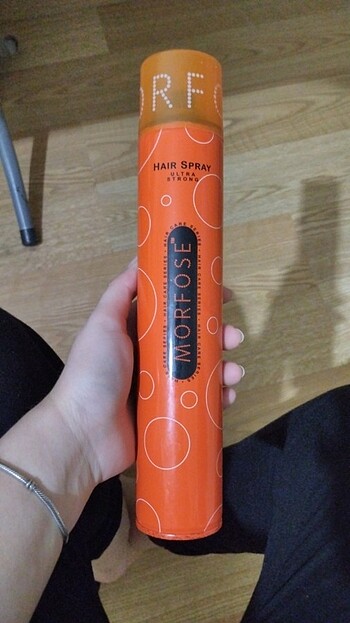 RF
HAIR SPRAY
ULTRA
STRONG
MORFOSE